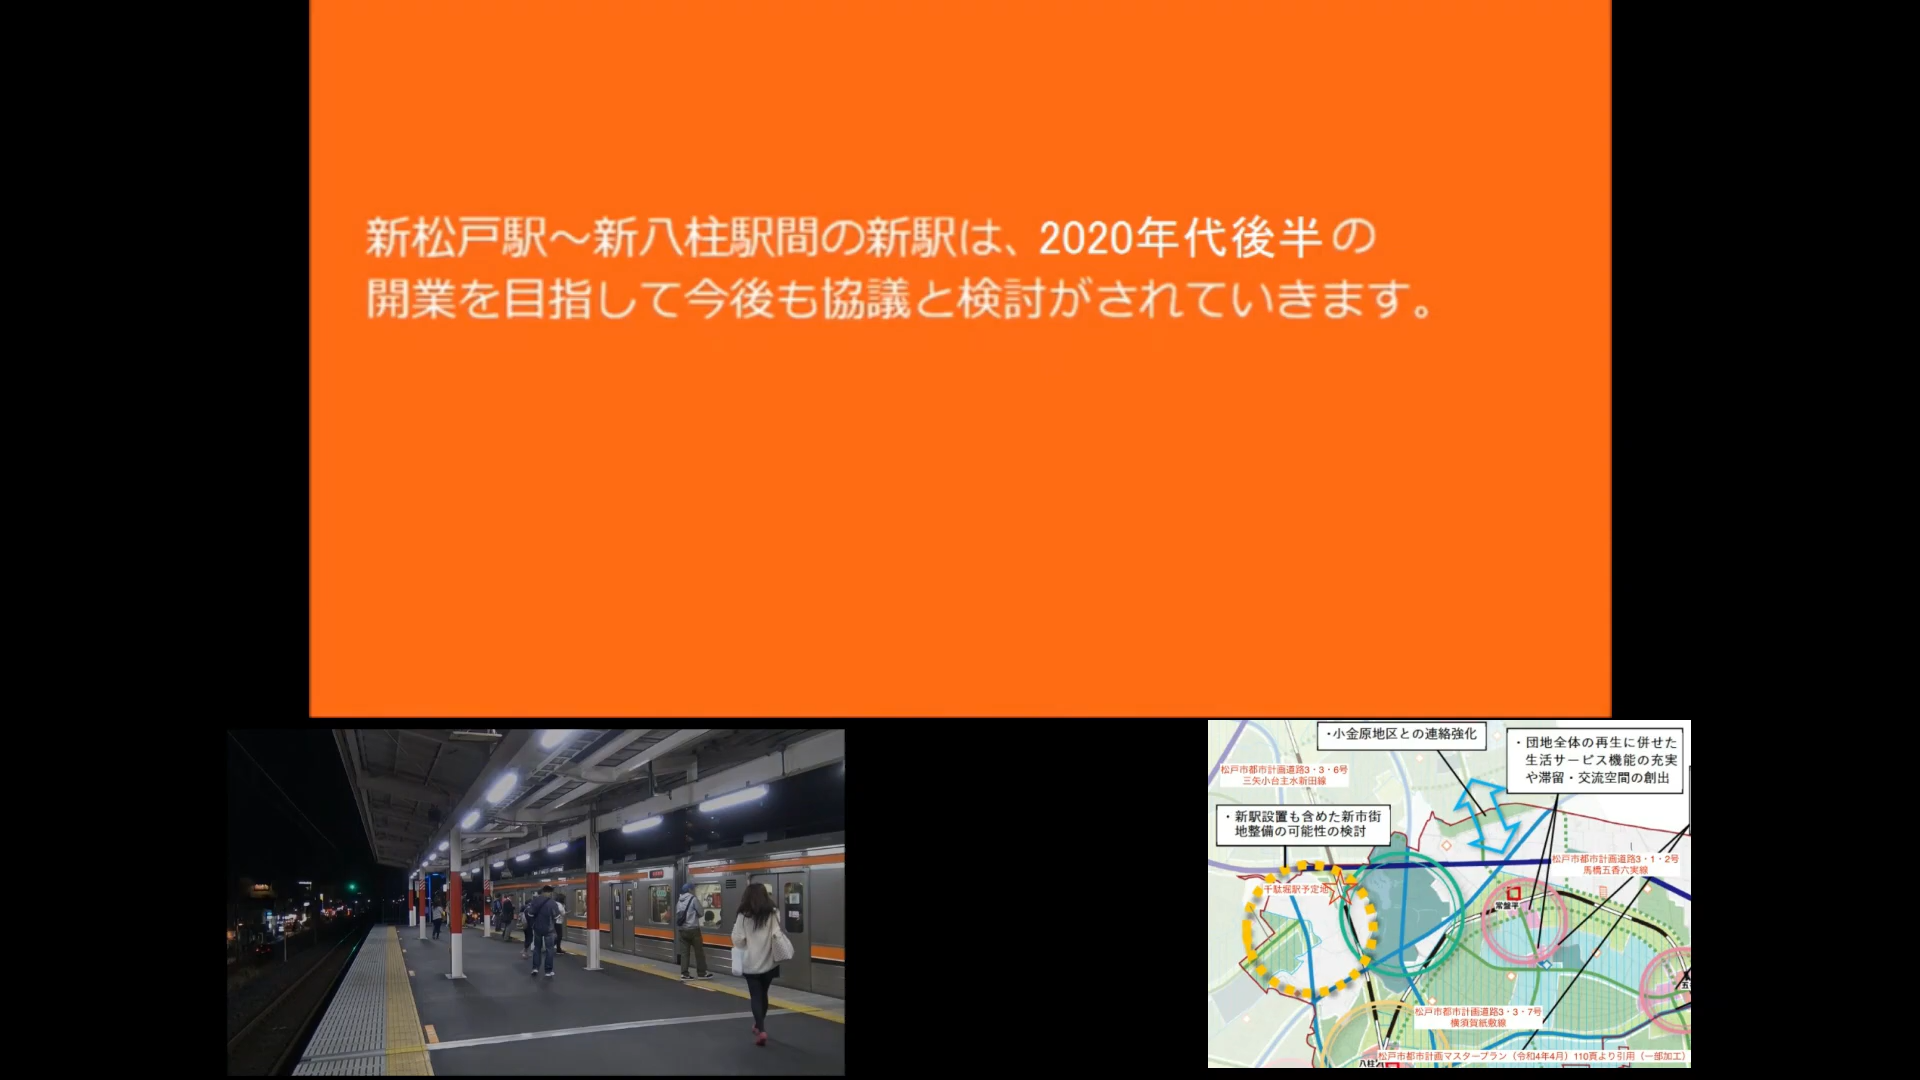 新松戸駅～新八柱駅間の新駅は、2020年代後半の
開業を目指して今後も協議と検討がされていきます。
・小金原地区との連絡強化
・団地全体の再生に併せた
生活サービス機能の充実
や滞留・交流空間の創出
松戸市都市計画道路3・3・6号
三矢小台主水新田線
・新駅設置も含めた新市街
地整備の可能性の検討
松戸市都市計画道路3・1・2号
馬橋五香六実線
千駄堀駅予定地
常盤平
松戸市都市計画道路3・3・7号
横須賀紙敷線
松戸市都市計画マスタープラン（令和4年4月）110頁より引用（一部加工）